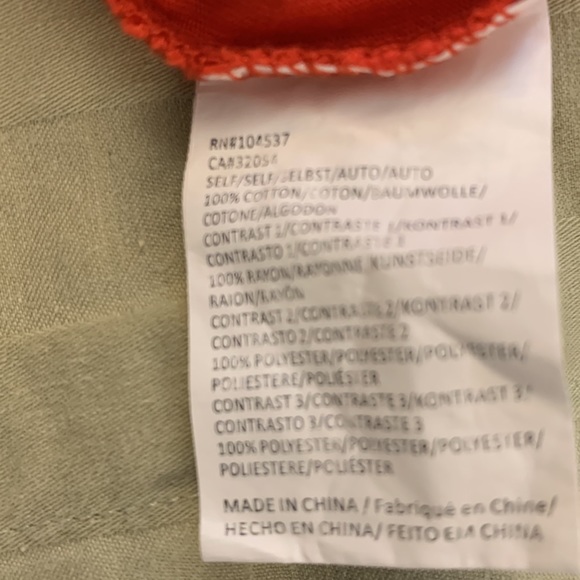 RN#104537
CA#32054
SELF/SELF/SELBST/AUTO/AUTO
100% COTTON/COTON/BAUMWOLLE/
COTONE/ALGODON
CONTRAST 1/CONTRASTE 1/KONTRAST 1/
CONTRASTO 1/CONTRASTE 1
100% RAYON/RAYONNE KUNSTSEIDE/
RAION/RAYÓN
CONTRAST 2/CONTRASTE 2/KONTRAST 2/
CONTRASTO 2/CONTRASTE 2
100% POLYESTER/POLYESTER/POLYESTER/
POLIESTERE/POLIÉSTER
CONTRAST 3/CONTRASTE 3/KONTRAST 3/
CONTRASTO 3/CONTRASTE 3
100% POLYESTER/POLYESTER/POLYESTER/
POLIESTERE/POLIÉSTER
MADE IN CHINA / Fabriqué en Chine/
HECHO EN CHINA/ FEITO EM CHINA